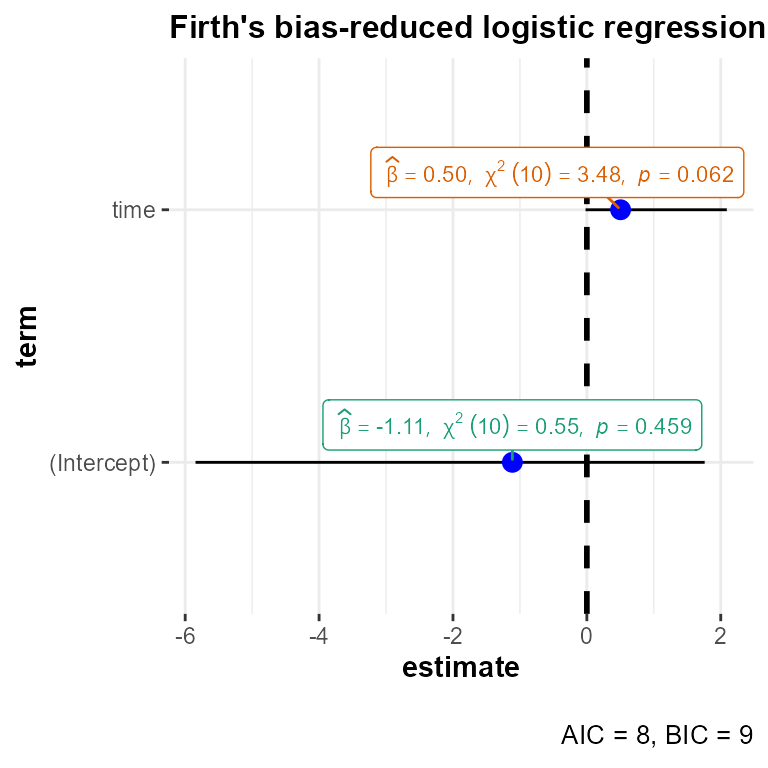 Firth's bias-reduced logistic regression
β̂ = 0.50, χ² (10) = 3.48, p = 0.062
time
term
β̂ = -1.11, χ² (10) = 0.55, p = 0.459
(Intercept)
-6 -4 -2 0 2
estimate
AIC = 8, BIC = 9